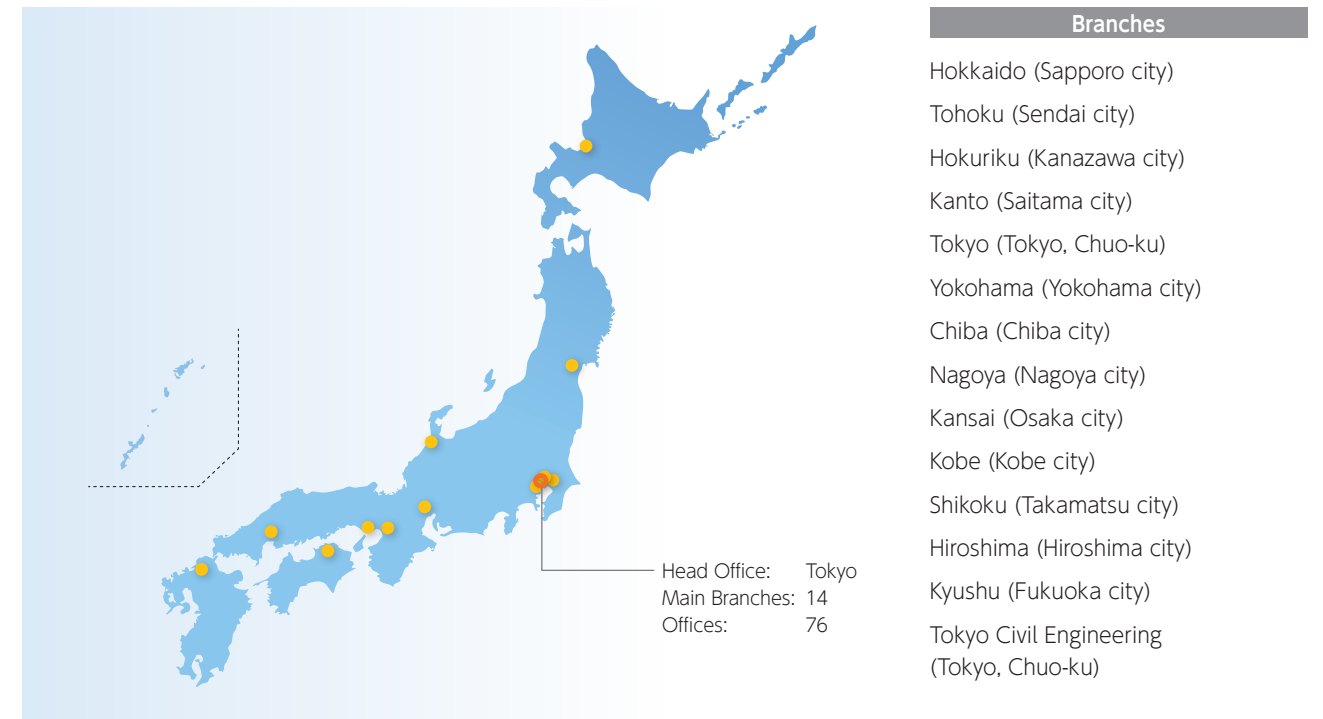 Branches
Hokkaido (Sapporo city)
Tohoku (Sendai city)
Hokuriku (Kanazawa city)
Kanto (Saitama city)
Tokyo (Tokyo, Chuo-ku)
Yokohama (Yokohama city)
Chiba (Chiba city)
Nagoya (Nagoya city)
Kansai (Osaka city)
Kobe (Kobe city)
Shikoku (Takamatsu city)
Hiroshima (Hiroshima city)
Kyushu (Fukuoka city)
Tokyo Civil Engineering
(Tokyo, Chuo-ku)
Head Office: Tokyo
Main Branches: 14
Offices: 76